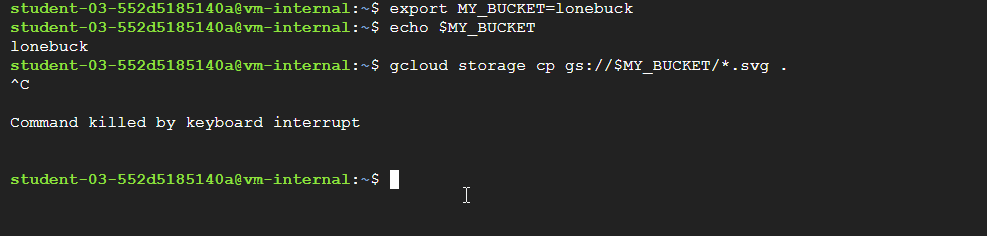 student-03-552d5185140a@vm-internal:~$ export MY_BUCKET=lonebuck
student-03-552d5185140a@vm-internal:~$ echo $MY_BUCKET
lonebuck
student-03-552d5185140a@vm-internal:~$ gcloud storage cp gs://$MY_BUCKET/*.svg .
^C
Command killed by keyboard interrupt
student-03-552d5185140a@vm-internal:~$